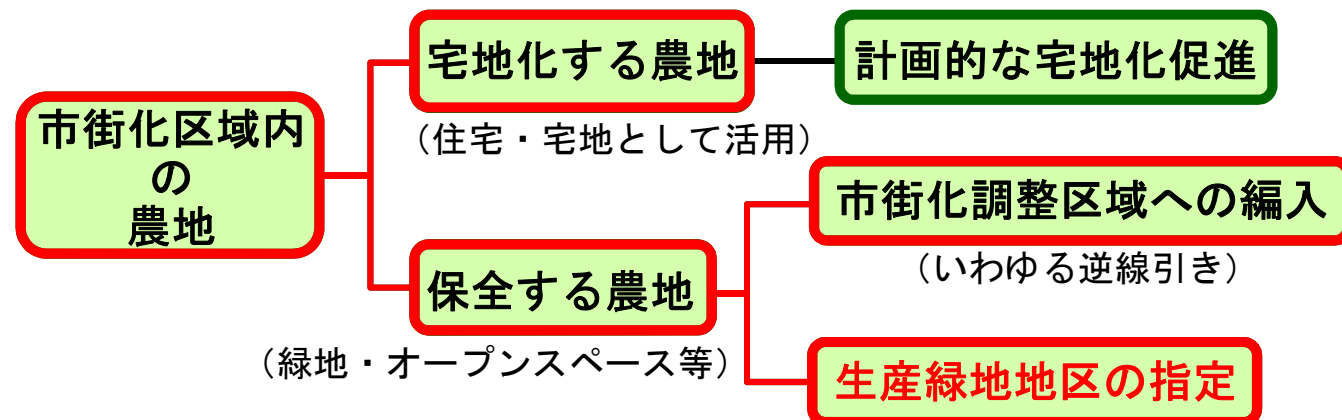 市街化区域内
の
農地
宅地化する農地
(住宅・宅地として活用)
計画的な宅地化促進
保全する農地
(緑地・オープンスペース等)
市街化調整区域への編入
(いわゆる逆線引き)
生産緑地地区の指定